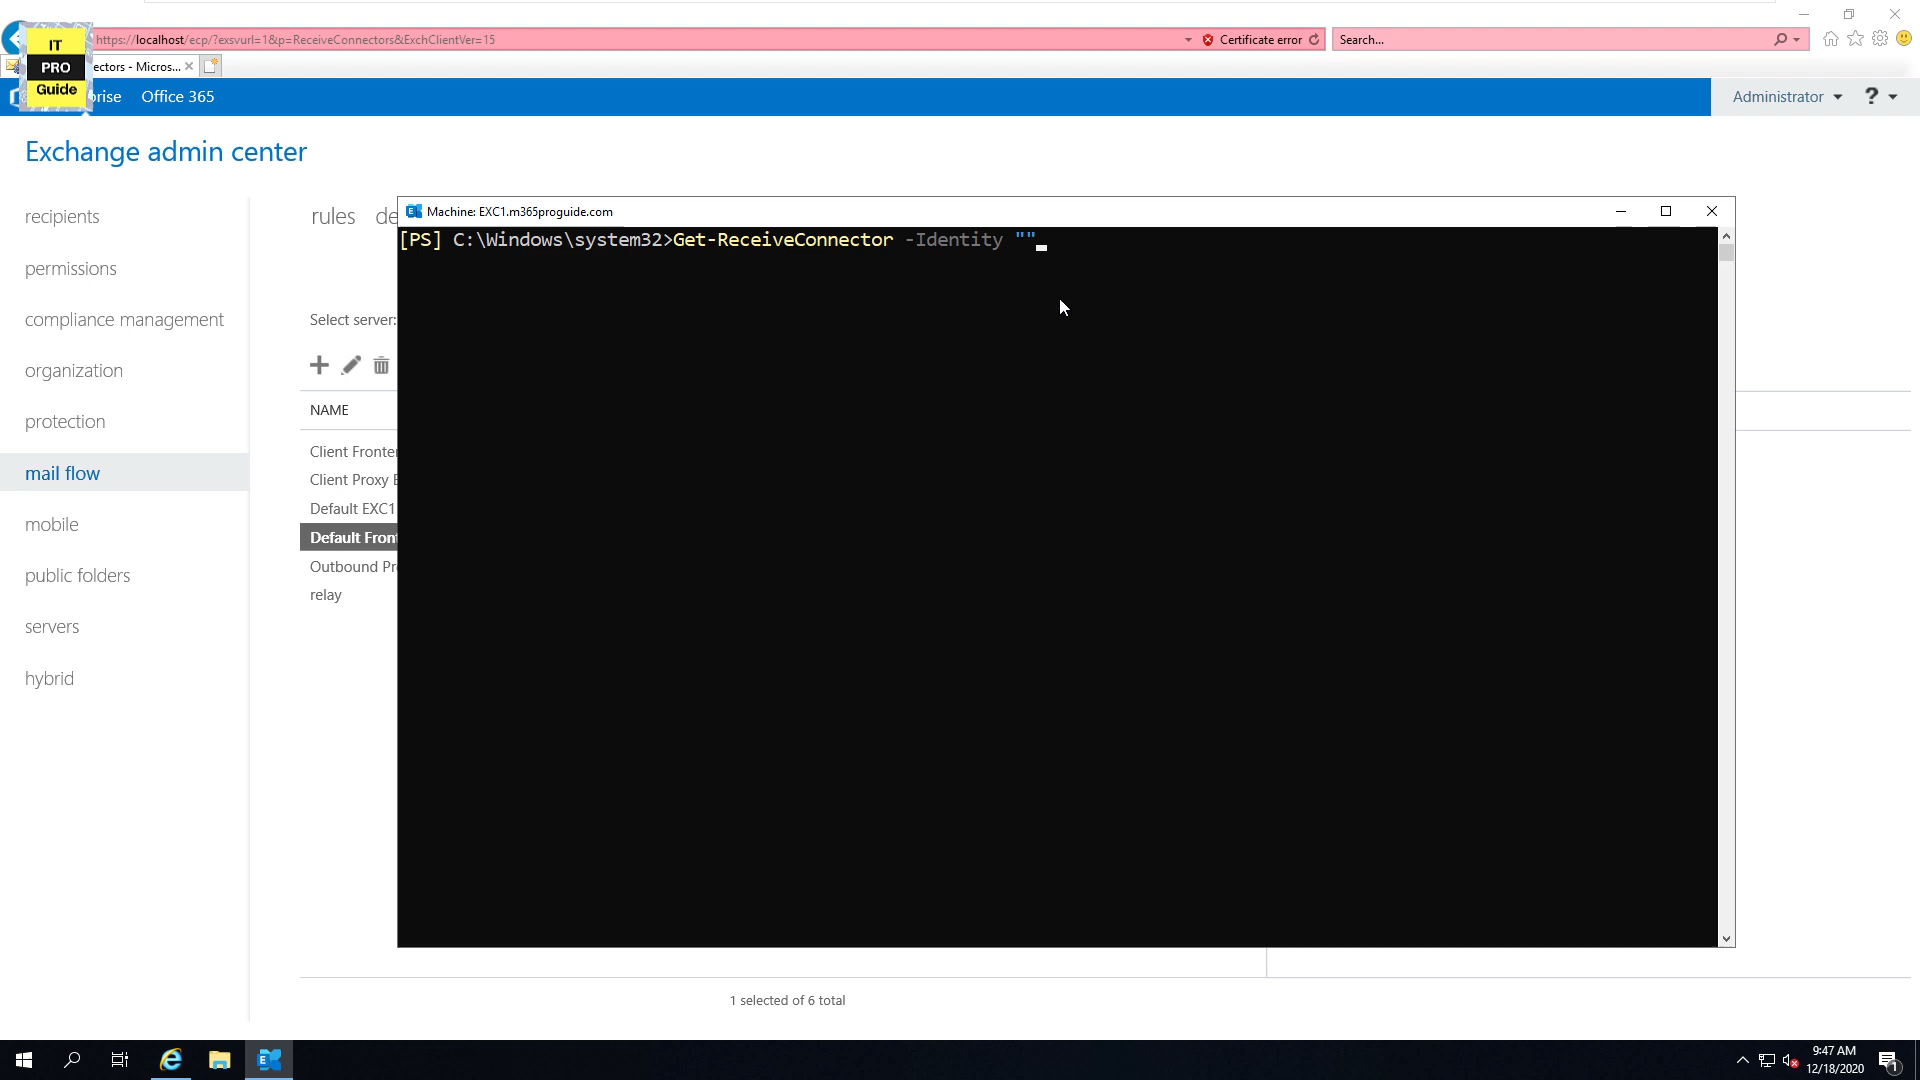 https://localhost/ecp/?exsvurl=1&p=ReceiveConnectors&ExchClientVer=15
Certificate error
Search...
IT
PRO
Guide
ectors - Micros...
rise
Office 365
Administrator
?
Exchange admin center
recipients
permissions
compliance management
organization
protection
mail flow
mobile
public folders
servers
hybrid
rules
de
Select server:
NAME
Client Fronte
Client Proxy
Default EXC1
Default Fron
Outbound Pr
relay
Machine: EXC1.m365proguide.com
[PS] C:\Windows\system32>Get-ReceiveConnector -Identity ""
1 selected of 6 total
9:47 AM
12/18/2020
1